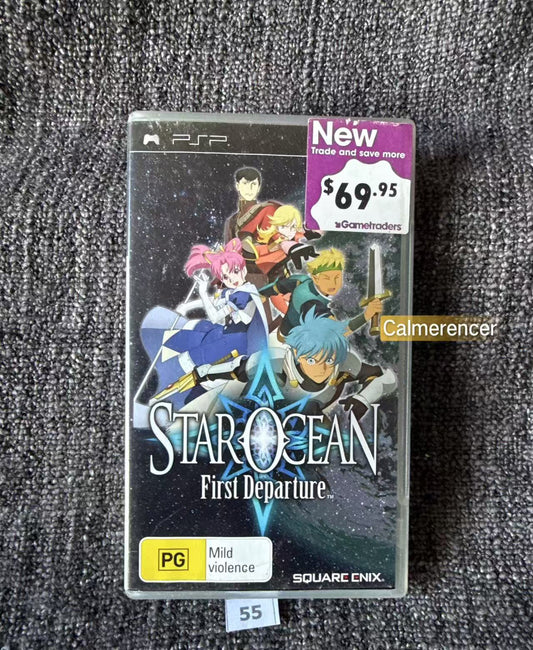 PSP
New
Trade and save more
$69.95
Gametraders
Calmerencer
STAR OCEAN
First Departure™
PG
Mild
violence
SQUARE ENIX
55